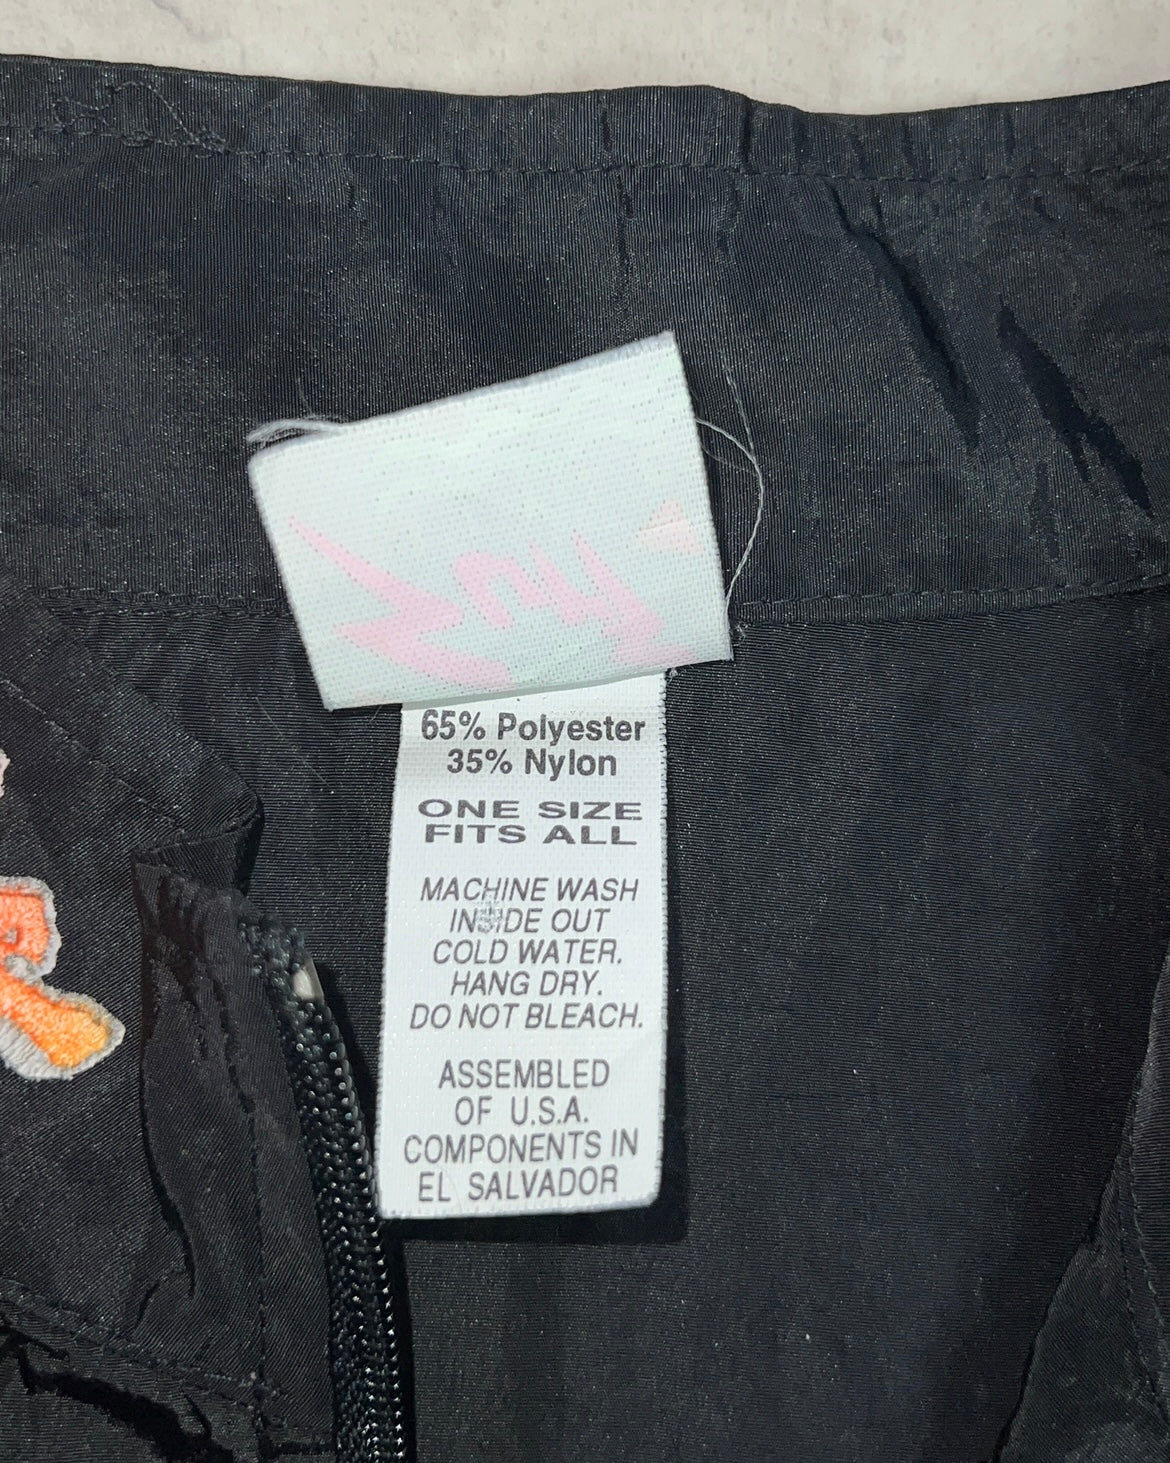 65% Polyester
35% Nylon
ONE SIZE
FITS ALL
MACHINE WASH
INSIDE OUT
COLD WATER.
HANG DRY.
DO NOT BLEACH.
ASSEMBLED
OF U.S.A.
COMPONENTS IN
EL SALVADOR